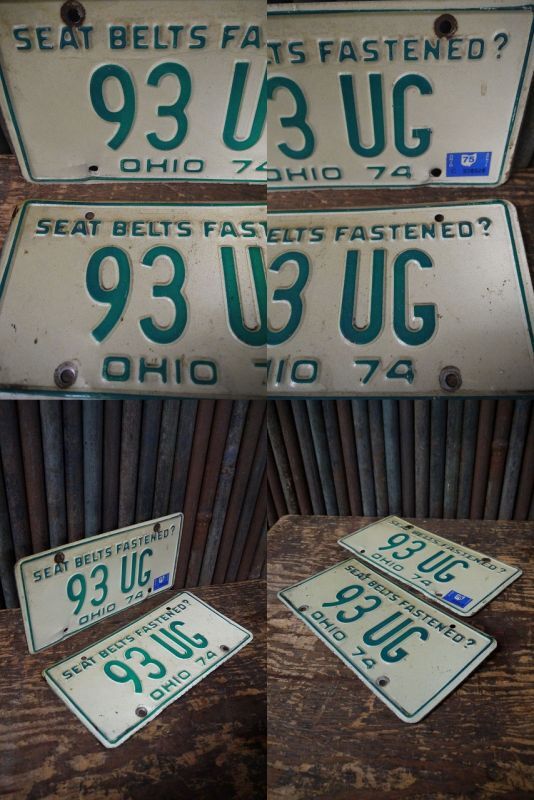 SEAT BELTS FA
93 U
OHIO 74
TS FASTENED?
3 UG
75
74
SEAT BELTS FAS
93 U
OHIO
ELTS FASTENED?
3 UG
IO 74
SEAT BELTS FASTENED?
93 UG
OHIO 74
SEAT BELTS FASTENED?
93 UG
OHIO 74
SEAT BELTS FASTENED?
93 UG
OHIO 74
SEAT BELTS FASTENED?
93 UG
OHIO 74